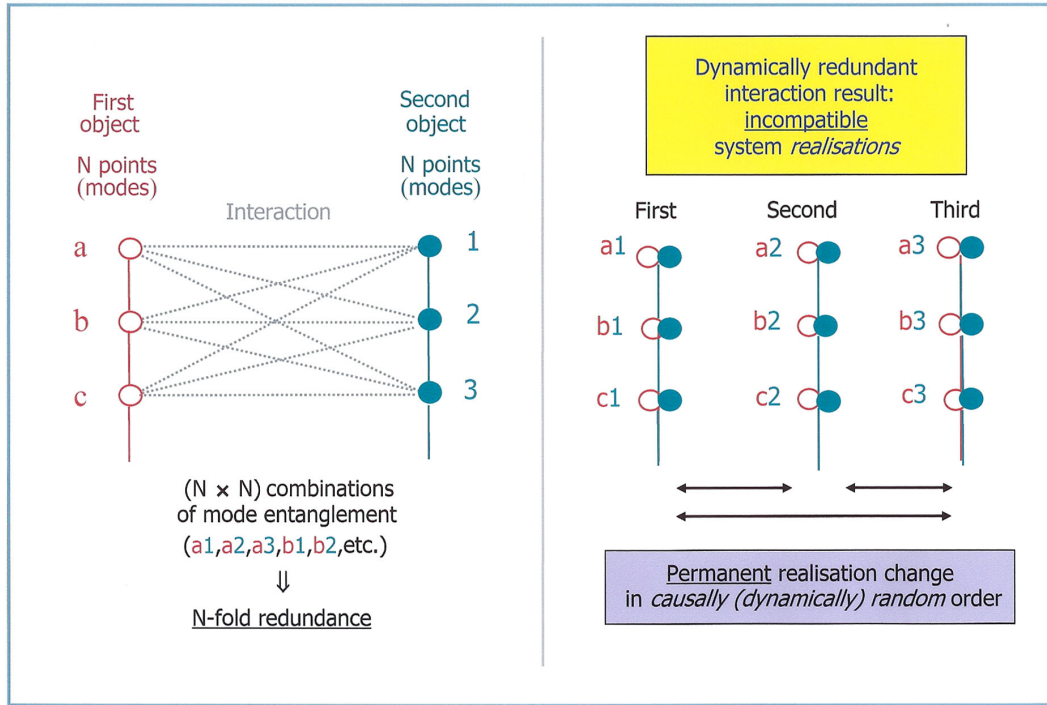 First
object
N points
(modes)
Second
object
N points
(modes)
Interaction
a
b
c
1
2
3
(N × N) combinations
of mode entanglement
(a1,a2,a3,b1,b2,etc.)
⇓
N-fold redundance
Dynamically redundant
interaction result:
incompatible
system realisations
First
Second
Third
a1
a2
a3
b1
b2
b3
c1
c2
c3
Permanent realisation change
in causally (dynamically) random order